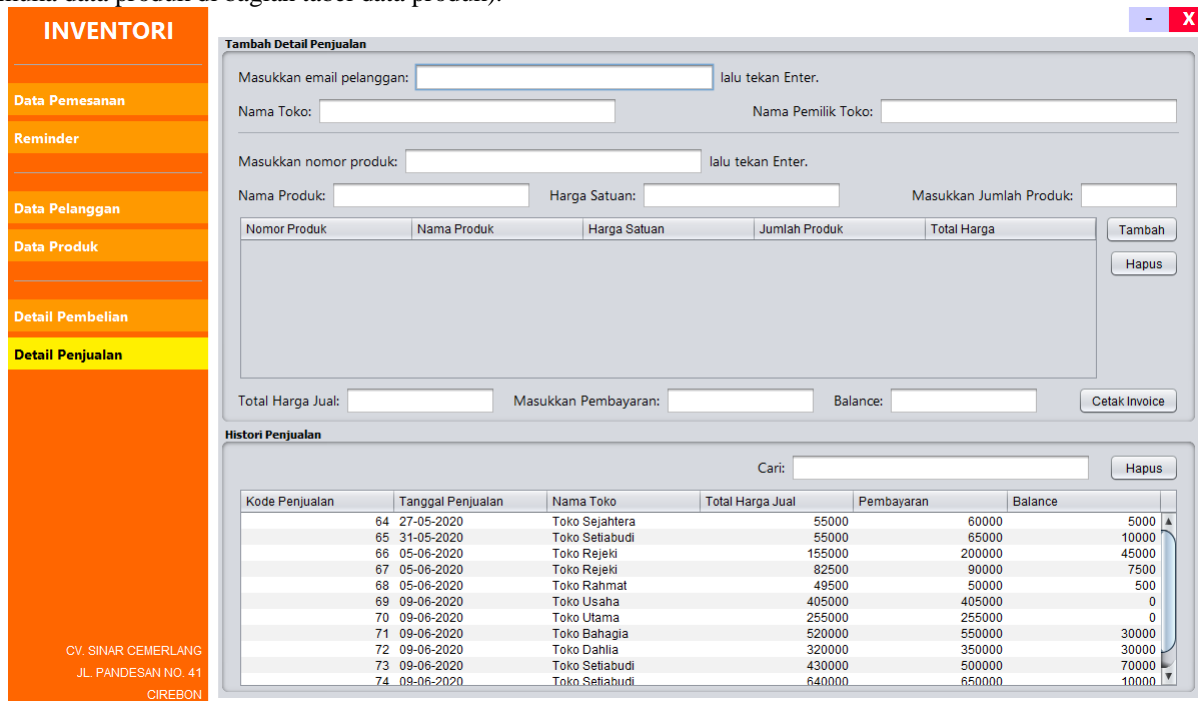 muna data produk di bagian tabel data produk).
INVENTORI
- X
Data Pemesanan
Reminder
Data Pelanggan
Data Produk
Detail Pembelian
Detail Penjualan
CV. SINAR CEMERLANG
JL. PANDESAN NO. 41
CIREBON
Tambah Detail Penjualan
Masukkan email pelanggan: lalu tekan Enter.
Nama Toko: Nama Pemilik Toko:
Masukkan nomor produk: lalu tekan Enter.
Nama Produk: Harga Satuan: Masukkan Jumlah Produk:
Nomor Produk Nama Produk Harga Satuan Jumlah Produk Total Harga Tambah
Hapus
Total Harga Jual: Masukkan Pembayaran: Balance: Cetak Invoice
Histori Penjualan
Cari: Hapus
Kode Penjualan Tanggal Penjualan Nama Toko Total Harga Jual Pembayaran Balance
64 27-05-2020 Toko Sejahtera 55000 60000 5000
65 31-05-2020 Toko Setiabudi 55000 65000 10000
66 05-06-2020 Toko Rejeki 155000 200000 45000
67 05-06-2020 Toko Rejeki 82500 90000 7500
68 05-06-2020 Toko Rahmat 49500 50000 500
69 09-06-2020 Toko Usaha 405000 405000 0
70 09-06-2020 Toko Utama 255000 255000 0
71 09-06-2020 Toko Bahagia 520000 550000 30000
72 09-06-2020 Toko Dahlia 320000 350000 30000
73 09-06-2020 Toko Setiabudi 430000 500000 70000
74 09-06-2020 Toko Setiabudi 640000 650000 10000